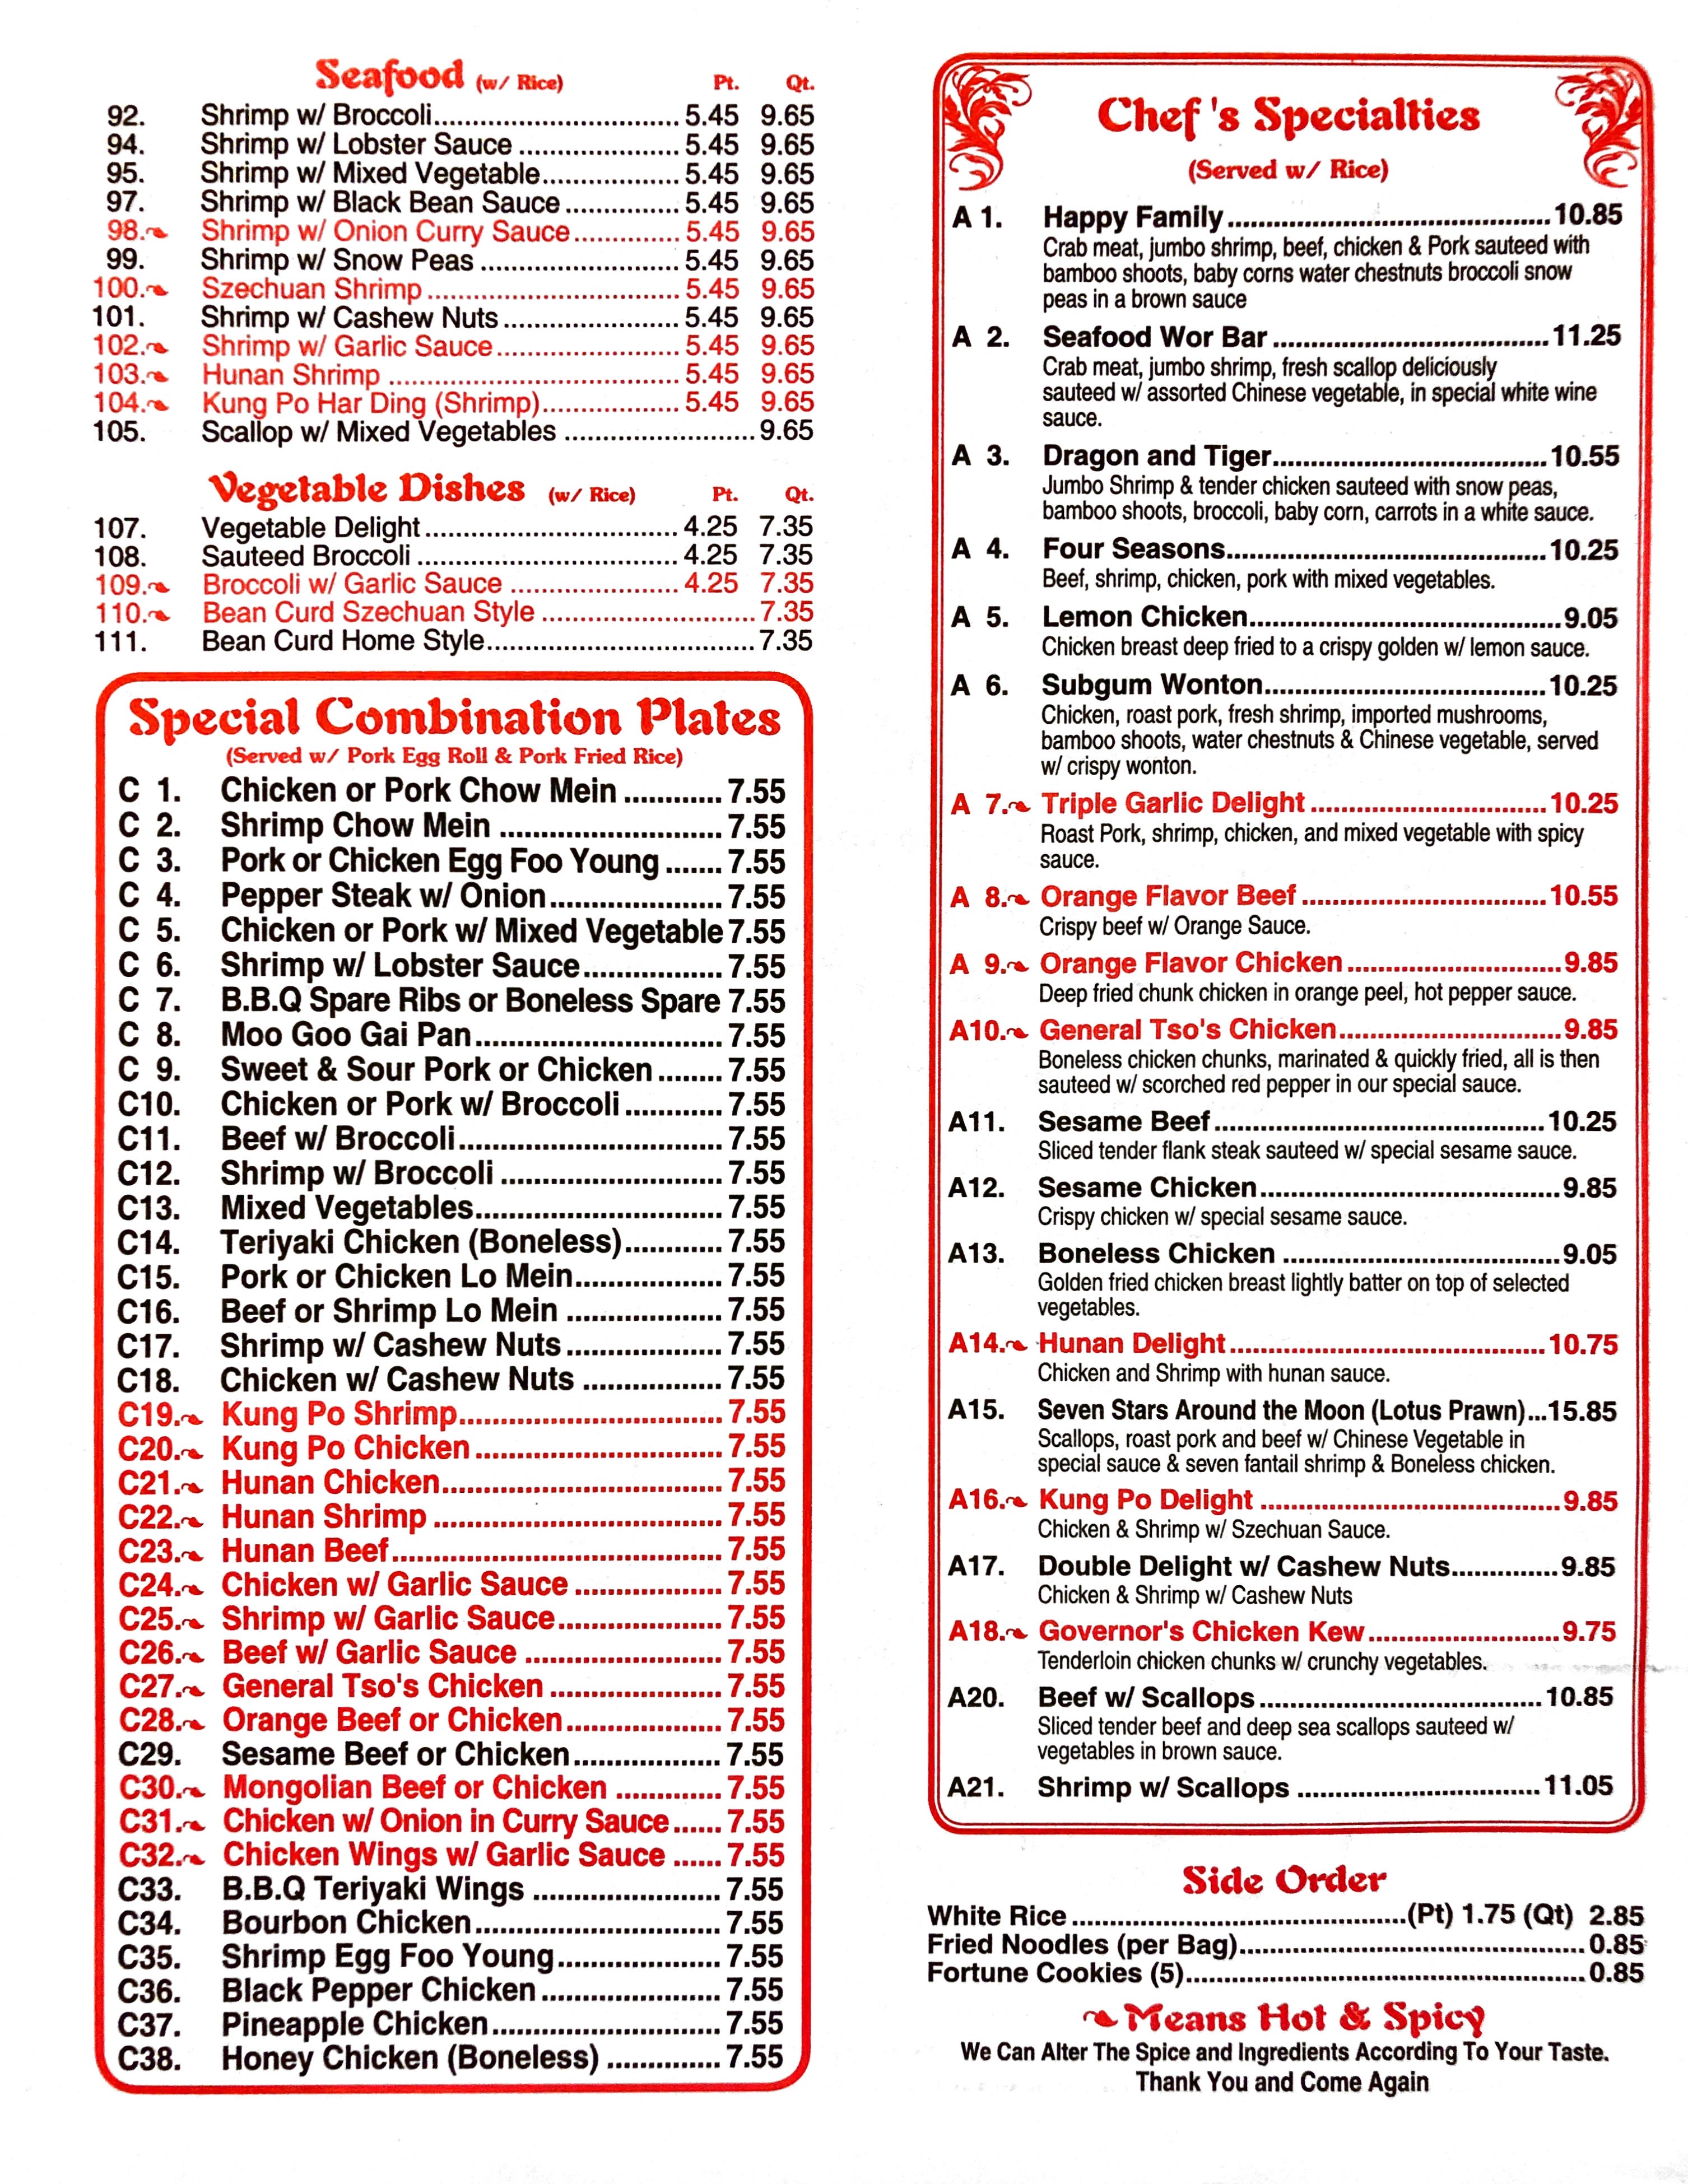 Seafood (w/ Rice) Pt. Qt.
92. Shrimp w/ Broccoli.............................. 5.45 9.65
94. Shrimp w/ Lobster Sauce ..................... 5.45 9.65
95. Shrimp w/ Mixed Vegetable.................. 5.45 9.65
97. Shrimp w/ Black Bean Sauce ............... 5.45 9.65
98. Shrimp w/ Onion Curry Sauce.............. 5.45 9.65
99. Shrimp w/ Snow Peas .......................... 5.45 9.65
100. Szechuan Shrimp ................................. 5.45 9.65
101. Shrimp w/ Cashew Nuts ....................... 5.45 9.65
102. Shrimp w/ Garlic Sauce........................ 5.45 9.65
103. Hunan Shrimp ...................................... 5.45 9.65
104. Kung Po Har Ding (Shrimp).................. 5.45 9.65
105. Scallop w/ Mixed Vegetables ......................... 9.65
Vegetable Dishes (w/ Rice) Pt. Qt.
107. Vegetable Delight ................................. 4.25 7.35
108. Sauteed Broccoli .................................. 4.25 7.35
109. Broccoli w/ Garlic Sauce ...................... 4.25 7.35
110. Bean Curd Szechuan Style ............................ 7.35
111. Bean Curd Home Style................................... 7.35
Special Combination Plates
(Served w/ Pork Egg Roll & Pork Fried Rice)
C 1. Chicken or Pork Chow Mein ............ 7.55
C 2. Shrimp Chow Mein ........................... 7.55
C 3. Pork or Chicken Egg Foo Young ....... 7.55
C 4. Pepper Steak w/ Onion..................... 7.55
C 5. Chicken or Pork w/ Mixed Vegetable 7.55
C 6. Shrimp w/ Lobster Sauce................. 7.55
C 7. B.B.Q Spare Ribs or Boneless Spare 7.55
C 8. Moo Goo Gai Pan.............................. 7.55
C 9. Sweet & Sour Pork or Chicken ........ 7.55
C10. Chicken or Pork w/ Broccoli ............ 7.55
C11. Beef w/ Broccoli................................ 7.55
C12. Shrimp w/ Broccoli ........................... 7.55
C13. Mixed Vegetables.............................. 7.55
C14. Teriyaki Chicken (Boneless)............ 7.55
C15. Pork or Chicken Lo Mein.................. 7.55
C16. Beef or Shrimp Lo Mein ................... 7.55
C17. Shrimp w/ Cashew Nuts ................... 7.55
C18. Chicken w/ Cashew Nuts ................. 7.55
C19. Kung Po Shrimp................................ 7.55
C20. Kung Po Chicken .............................. 7.55
C21. Hunan Chicken.................................. 7.55
C22. Hunan Shrimp ................................... 7.55
C23. Hunan Beef........................................ 7.55
C24. Chicken w/ Garlic Sauce .................. 7.55
C25. Shrimp w/ Garlic Sauce.................... 7.55
C26. Beef w/ Garlic Sauce ........................ 7.55
C27. General Tso's Chicken ..................... 7.55
C28. Orange Beef or Chicken................... 7.55
C29. Sesame Beef or Chicken.................. 7.55
C30. Mongolian Beef or Chicken ............. 7.55
C31. Chicken w/ Onion in Curry Sauce...... 7.55
C32. Chicken Wings w/ Garlic Sauce ...... 7.55
C33. B.B.Q Teriyaki Wings ....................... 7.55
C34. Bourbon Chicken.............................. 7.55
C35. Shrimp Egg Foo Young.................... 7.55
C36. Black Pepper Chicken ...................... 7.55
C37. Pineapple Chicken............................ 7.55
C38. Honey Chicken (Boneless) .............. 7.55
Chef's Specialties
(Served w/ Rice)
A 1. Happy Family ......................................... 10.85
Crab meat, jumbo shrimp, beef, chicken & Pork sauteed with
bamboo shoots, baby corns water chestnuts broccoli snow
peas in a brown sauce
A 2. Seafood Wor Bar ................................... 11.25
Crab meat, jumbo shrimp, fresh scallop deliciously
sauteed w/ assorted Chinese vegetable, in special white wine
sauce.
A 3. Dragon and Tiger................................... 10.55
Jumbo Shrimp & tender chicken sauteed with snow peas,
bamboo shoots, broccoli, baby corn, carrots in a white sauce.
A 4. Four Seasons........................................ 10.25
Beef, shrimp, chicken, pork with mixed vegetables.
A 5. Lemon Chicken....................................... 9.05
Chicken breast deep fried to a crispy golden w/ lemon sauce.
A 6. Subgum Wonton................................... 10.25
Chicken, roast pork, fresh shrimp, imported mushrooms,
bamboo shoots, water chestnuts & Chinese vegetable, served
w/ crispy wonton.
A 7. Triple Garlic Delight .............................. 10.25
Roast Pork, shrimp, chicken, and mixed vegetable with spicy
sauce.
A 8. Orange Flavor Beef ............................... 10.55
Crispy beef w/ Orange Sauce.
A 9. Orange Flavor Chicken ........................... 9.85
Deep fried chunk chicken in orange peel, hot pepper sauce.
A10. General Tso's Chicken............................ 9.85
Boneless chicken chunks, marinated & quickly fried, all is then
sauteed w/ scorched red pepper in our special sauce.
A11. Sesame Beef .......................................... 10.25
Sliced tender flank steak sauteed w/ special sesame sauce.
A12. Sesame Chicken ...................................... 9.85
Crispy chicken w/ special sesame sauce.
A13. Boneless Chicken ................................... 9.05
Golden fried chicken breast lightly batter on top of selected
vegetables.
A14. Hunan Delight ........................................ 10.75
Chicken and Shrimp with hunan sauce.
A15. Seven Stars Around the Moon (Lotus Prawn)...15.85
Scallops, roast pork and beef w/ Chinese Vegetable in
special sauce & seven fantail shrimp & Boneless chicken.
A16. Kung Po Delight ...................................... 9.85
Chicken & Shrimp w/ Szechuan Sauce.
A17. Double Delight w/ Cashew Nuts.............. 9.85
Chicken & Shrimp w/ Cashew Nuts
A18. Governor's Chicken Kew ........................ 9.75
Tenderloin chicken chunks w/ crunchy vegetables.
A20. Beef w/ Scallops .................................... 10.85
Sliced tender beef and deep sea scallops sauteed w/
vegetables in brown sauce.
A21. Shrimp w/ Scallops ............................... 11.05
Side Order
White Rice ...........................................(Pt) 1.75 (Qt) 2.85
Fried Noodles (per Bag)............................................ 0.85
Fortune Cookies (5)................................................... 0.85
Means Hot & Spicy
We Can Alter The Spice and Ingredients According To Your Taste.
Thank You and Come Again